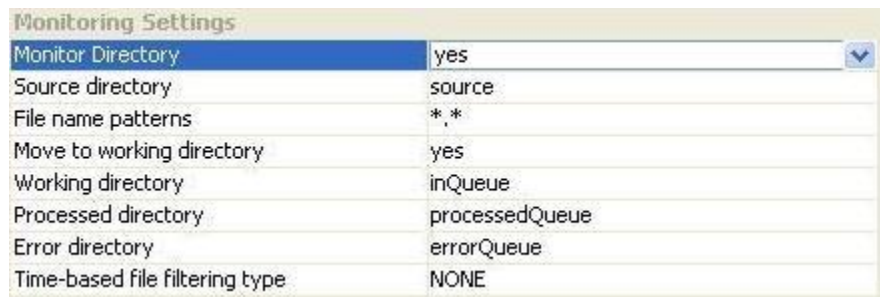 Monitoring Settings
Monitor Directory yes
Source directory source
File name patterns *.*
Move to working directory yes
Working directory inQueue
Processed directory processedQueue
Error directory errorQueue
Time-based file filtering type NONE